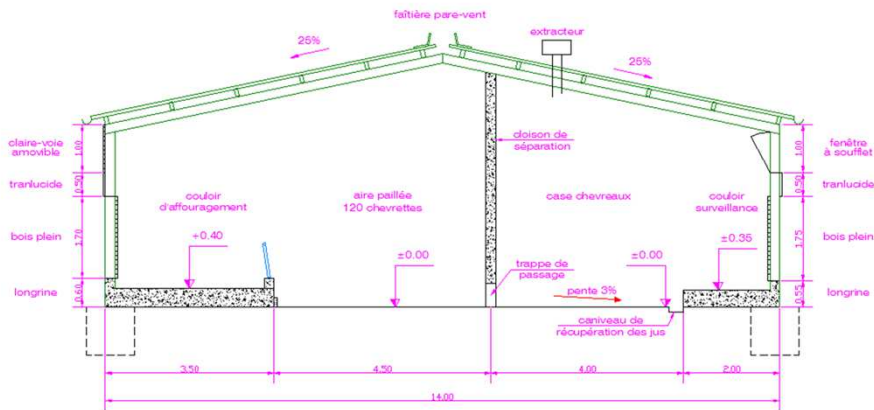 faîtière pare-vent
extracteur
25%
25%
claire-voie
amovible
1.00
tranlucide
0.50
bois plein
1.70
longrine
0.60
couloir
d'affouragement
+0.40
aire paillée
120 chevrettes
±0.00
cloison de
séparation
case chevreaux
trappe de
passage
pente 3%
±0.00
caniveau de
récupération des jus
couloir
surveillance
±0.35
fenêtre
à soufflet
1.00
tranlucide
0.50
bois plein
1.75
longrine
0.55
3.50
4.50
4.00
2.00
14.00